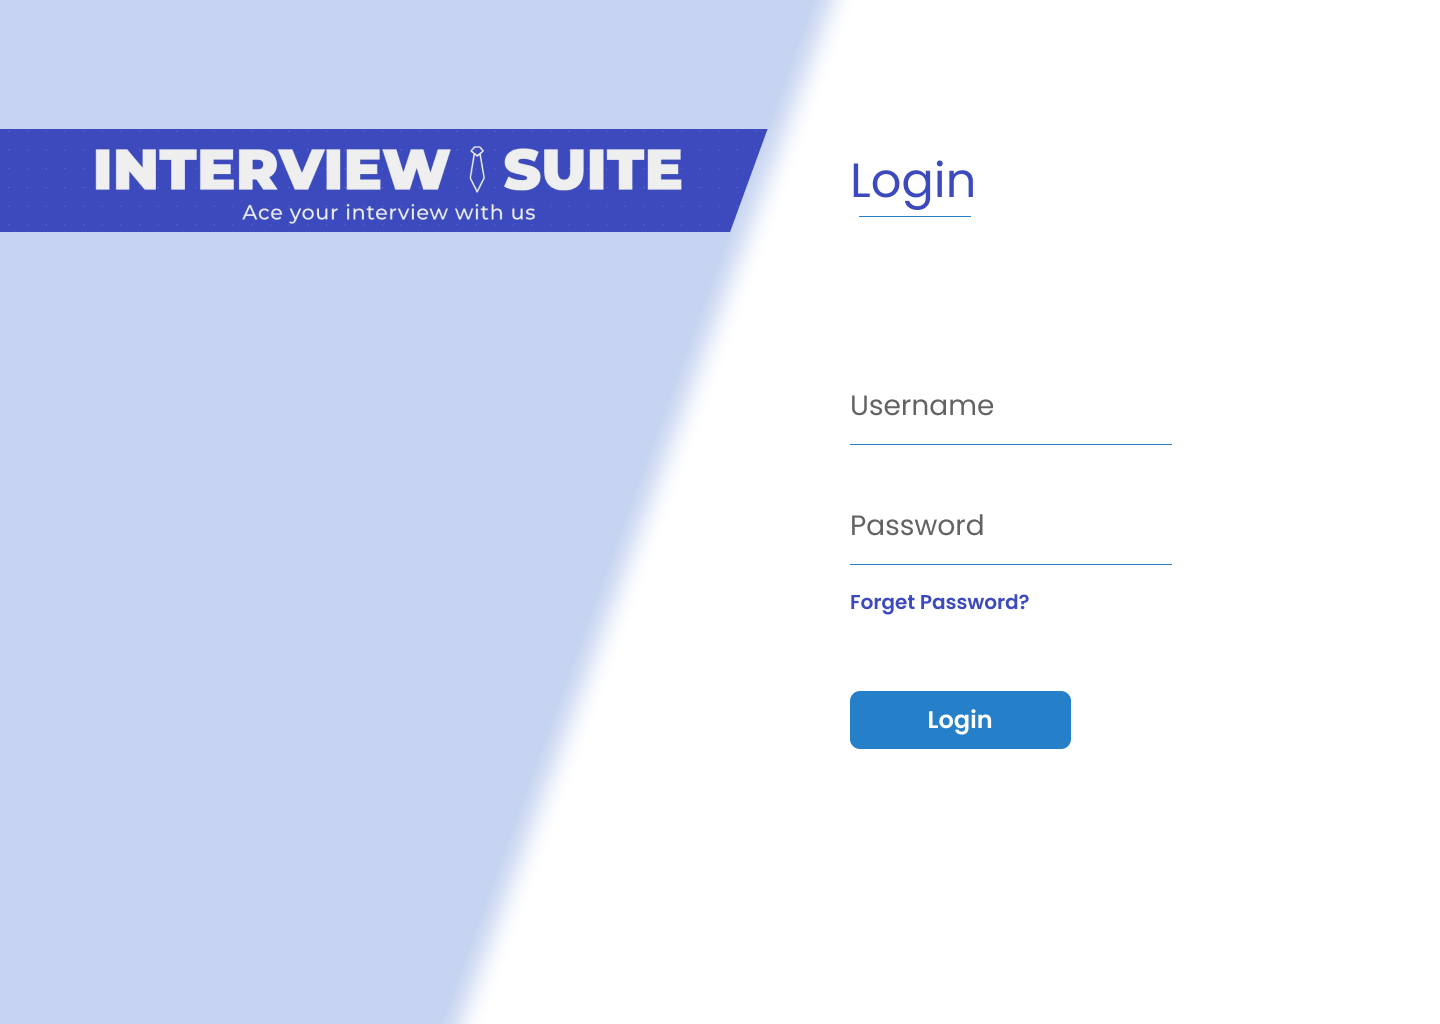 INTERVIEW SUITE
Ace your interview with us
Login
Username
Password
Forget Password?
Login